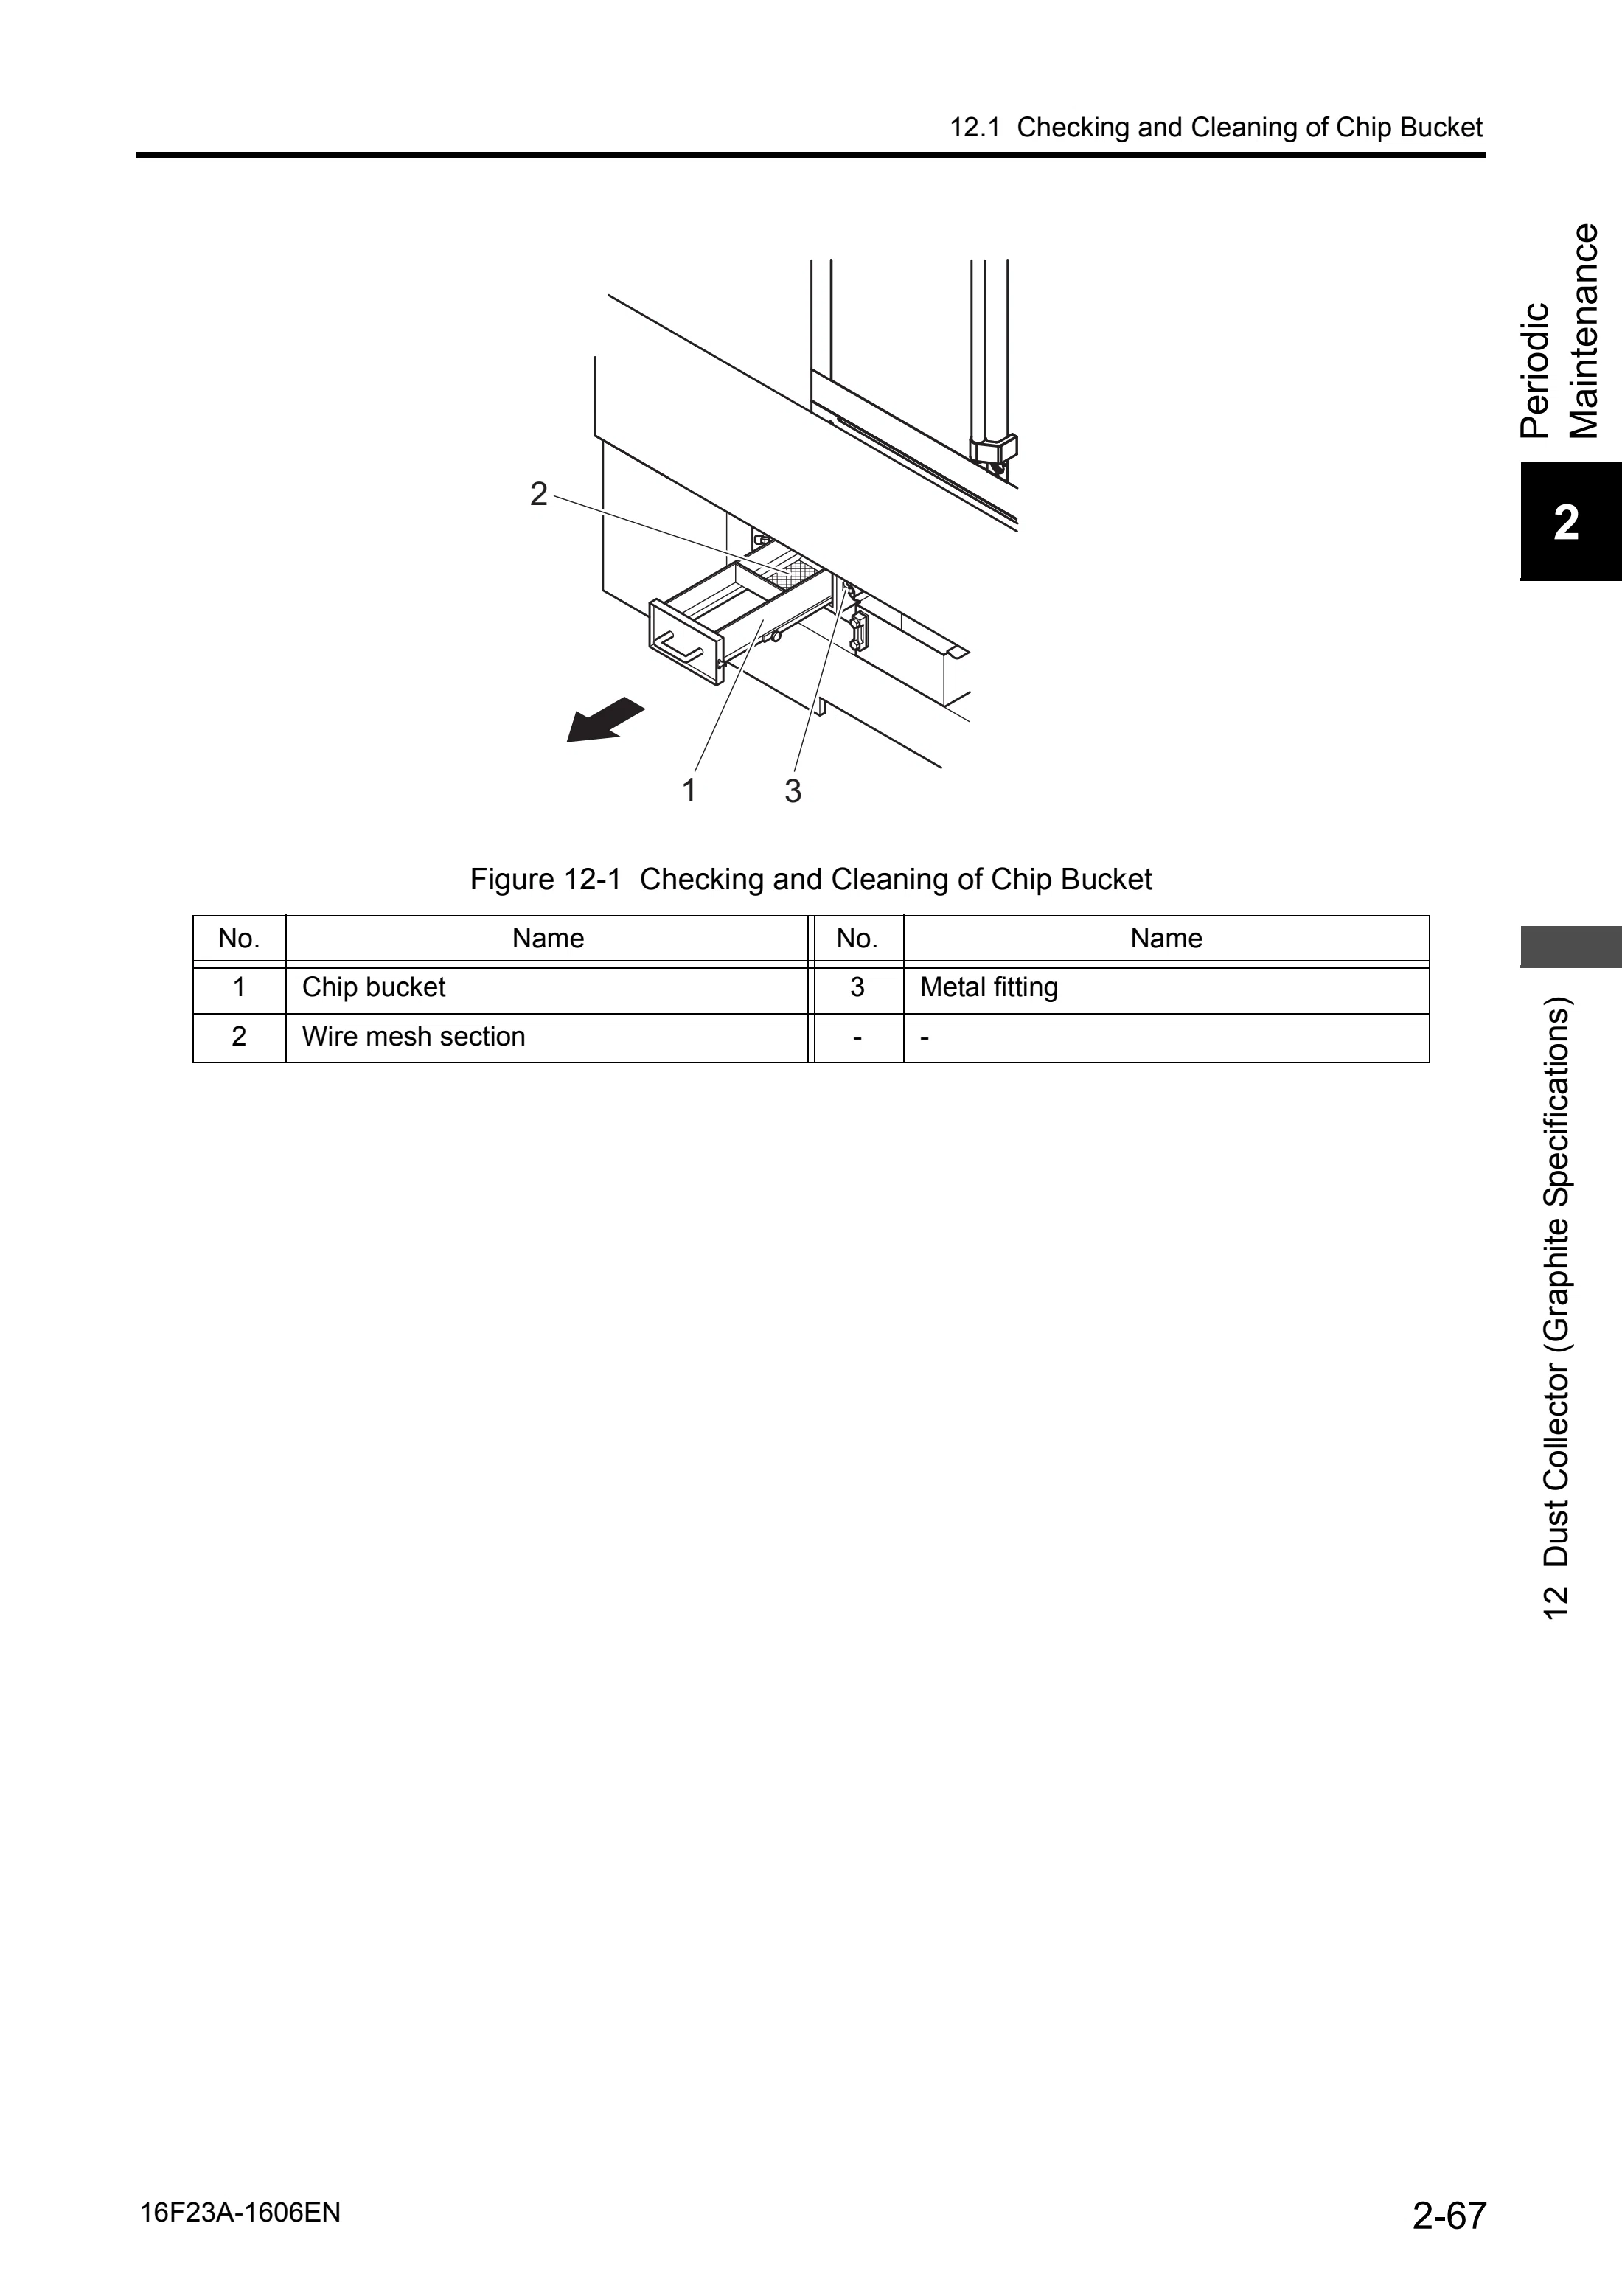 12.1  Checking and Cleaning of Chip Bucket
Periodic
Maintenance
2
2
1
3
Figure 12-1  Checking and Cleaning of Chip Bucket
No. Name No. Name
1 Chip bucket 3 Metal fitting
2 Wire mesh section - -
12  Dust Collector (Graphite Specifications)
16F23A-1606EN
2-67